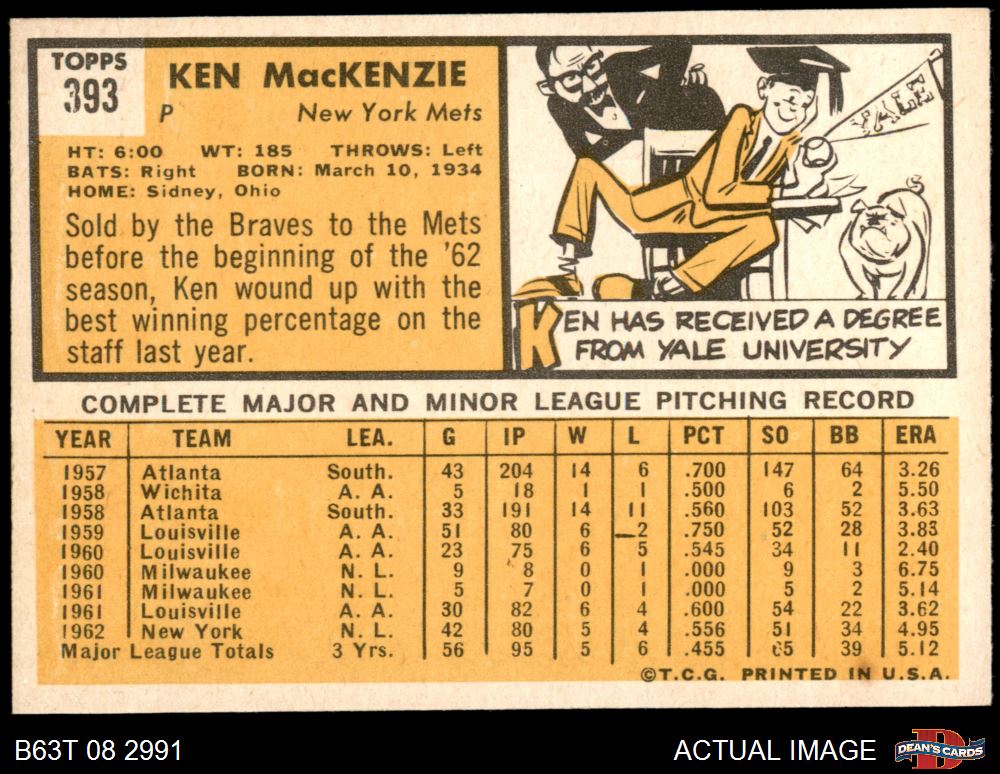 TOPPS
393
KEN MacKENZIE
P New York Mets
HT: 6:00 WT: 185 THROWS: Left
BATS: Right BORN: March 10, 1934
HOME: Sidney, Ohio
Sold by the Braves to the Mets
before the beginning of the '62
season, Ken wound up with the
best winning percentage on the
staff last year.
YALE
KEN HAS RECEIVED A DEGREE
FROM YALE UNIVERSITY
COMPLETE MAJOR AND MINOR LEAGUE PITCHING RECORD
YEAR TEAM LEA. G IP W L PCT SO BB ERA
1957 Atlanta South. 43 204 14 6 .700 147 64 3.26
1958 Wichita A. A. 5 18 1 1 .500 6 2 5.50
1958 Atlanta South. 33 191 14 11 .560 103 52 3.63
1959 Louisville A. A. 51 80 6 2 .750 52 28 3.83
1960 Louisville A. A. 23 75 6 5 .545 34 11 2.40
1960 Milwaukee N. L. 9 8 0 1 .000 9 3 6.75
1961 Milwaukee N. L. 5 7 0 1 .000 5 2 5.14
1961 Louisville A. A. 30 82 6 4 .600 54 22 3.62
1962 New York N. L. 42 80 5 4 .556 51 34 4.95
Major League Totals 3 Yrs. 56 95 5 6 .455 65 39 5.12
©T.C.G. PRINTED IN U.S.A.
B63T 08 2991
ACTUAL IMAGE
DEAN'S CARDS